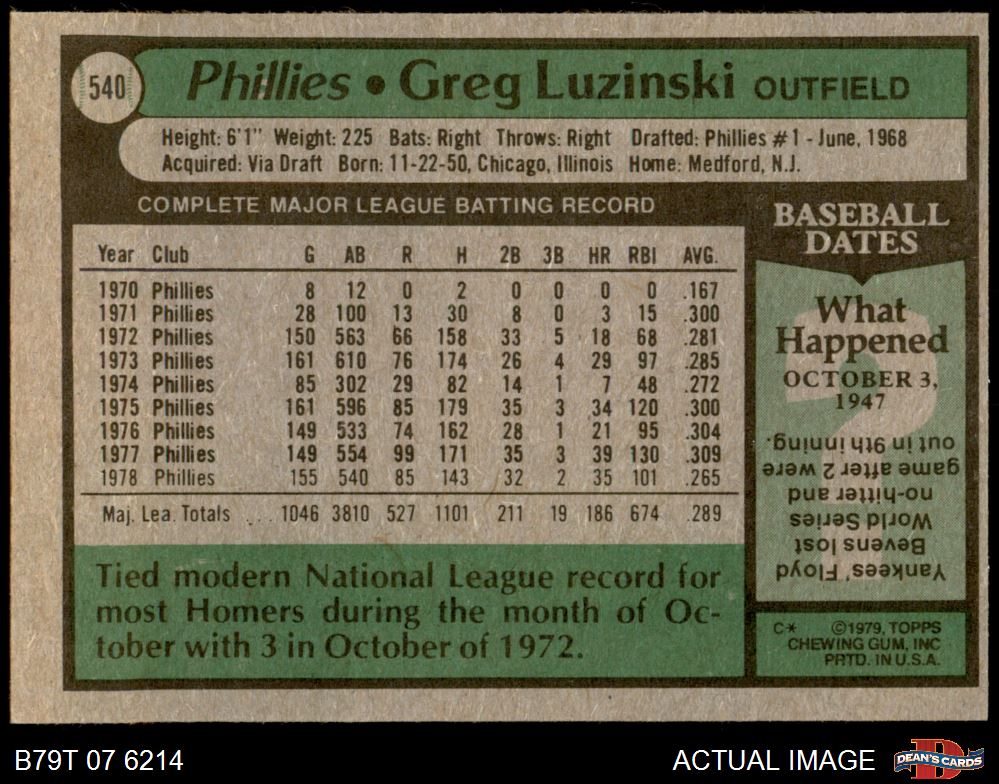 540 Phillies • Greg Luzinski OUTFIELD
Height: 6'1" Weight: 225 Bats: Right Throws: Right Drafted: Phillies #1 - June, 1968
Acquired: Via Draft Born: 11-22-50, Chicago, Illinois Home: Medford, N.J.
COMPLETE MAJOR LEAGUE BATTING RECORD
Year Club G AB R H 2B 3B HR RBI AVG.
1970 Phillies 8 12 0 2 0 0 0 0 .167
1971 Phillies 28 100 13 30 8 0 3 15 .300
1972 Phillies 150 563 66 158 33 5 18 68 .281
1973 Phillies 161 610 76 174 26 4 29 97 .285
1974 Phillies 85 302 29 82 14 1 7 48 .272
1975 Phillies 161 596 85 179 35 3 34 120 .300
1976 Phillies 149 533 74 162 28 1 21 95 .304
1977 Phillies 149 554 99 171 35 3 39 130 .309
1978 Phillies 155 540 85 143 32 2 35 101 .265
Maj. Lea. Totals ... 1046 3810 527 1101 211 19 186 674 .289
Tied modern National League record for
most Homers during the month of Oc-
tober with 3 in October of 1972.
BASEBALL
DATES
What
Happened
OCTOBER 3,
1947
?
Yankees' Floyd
Bevens lost
World Series
no-hitter and
game after 2 were
out in 9th inning.
C* ©1979, TOPPS
CHEWING GUM, INC
PRTD. IN U.S.A.
B79T 07 6214
ACTUAL IMAGE
D
DEAN'S CARDS